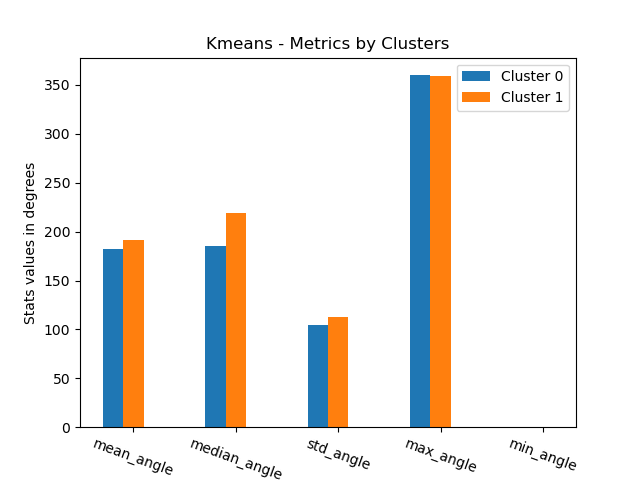 Kmeans - Metrics by Clusters
Cluster 0
Cluster 1
Stats values in degrees
350
300
250
200
150
100
50
0
mean_angle
median_angle
std_angle
max_angle
min_angle